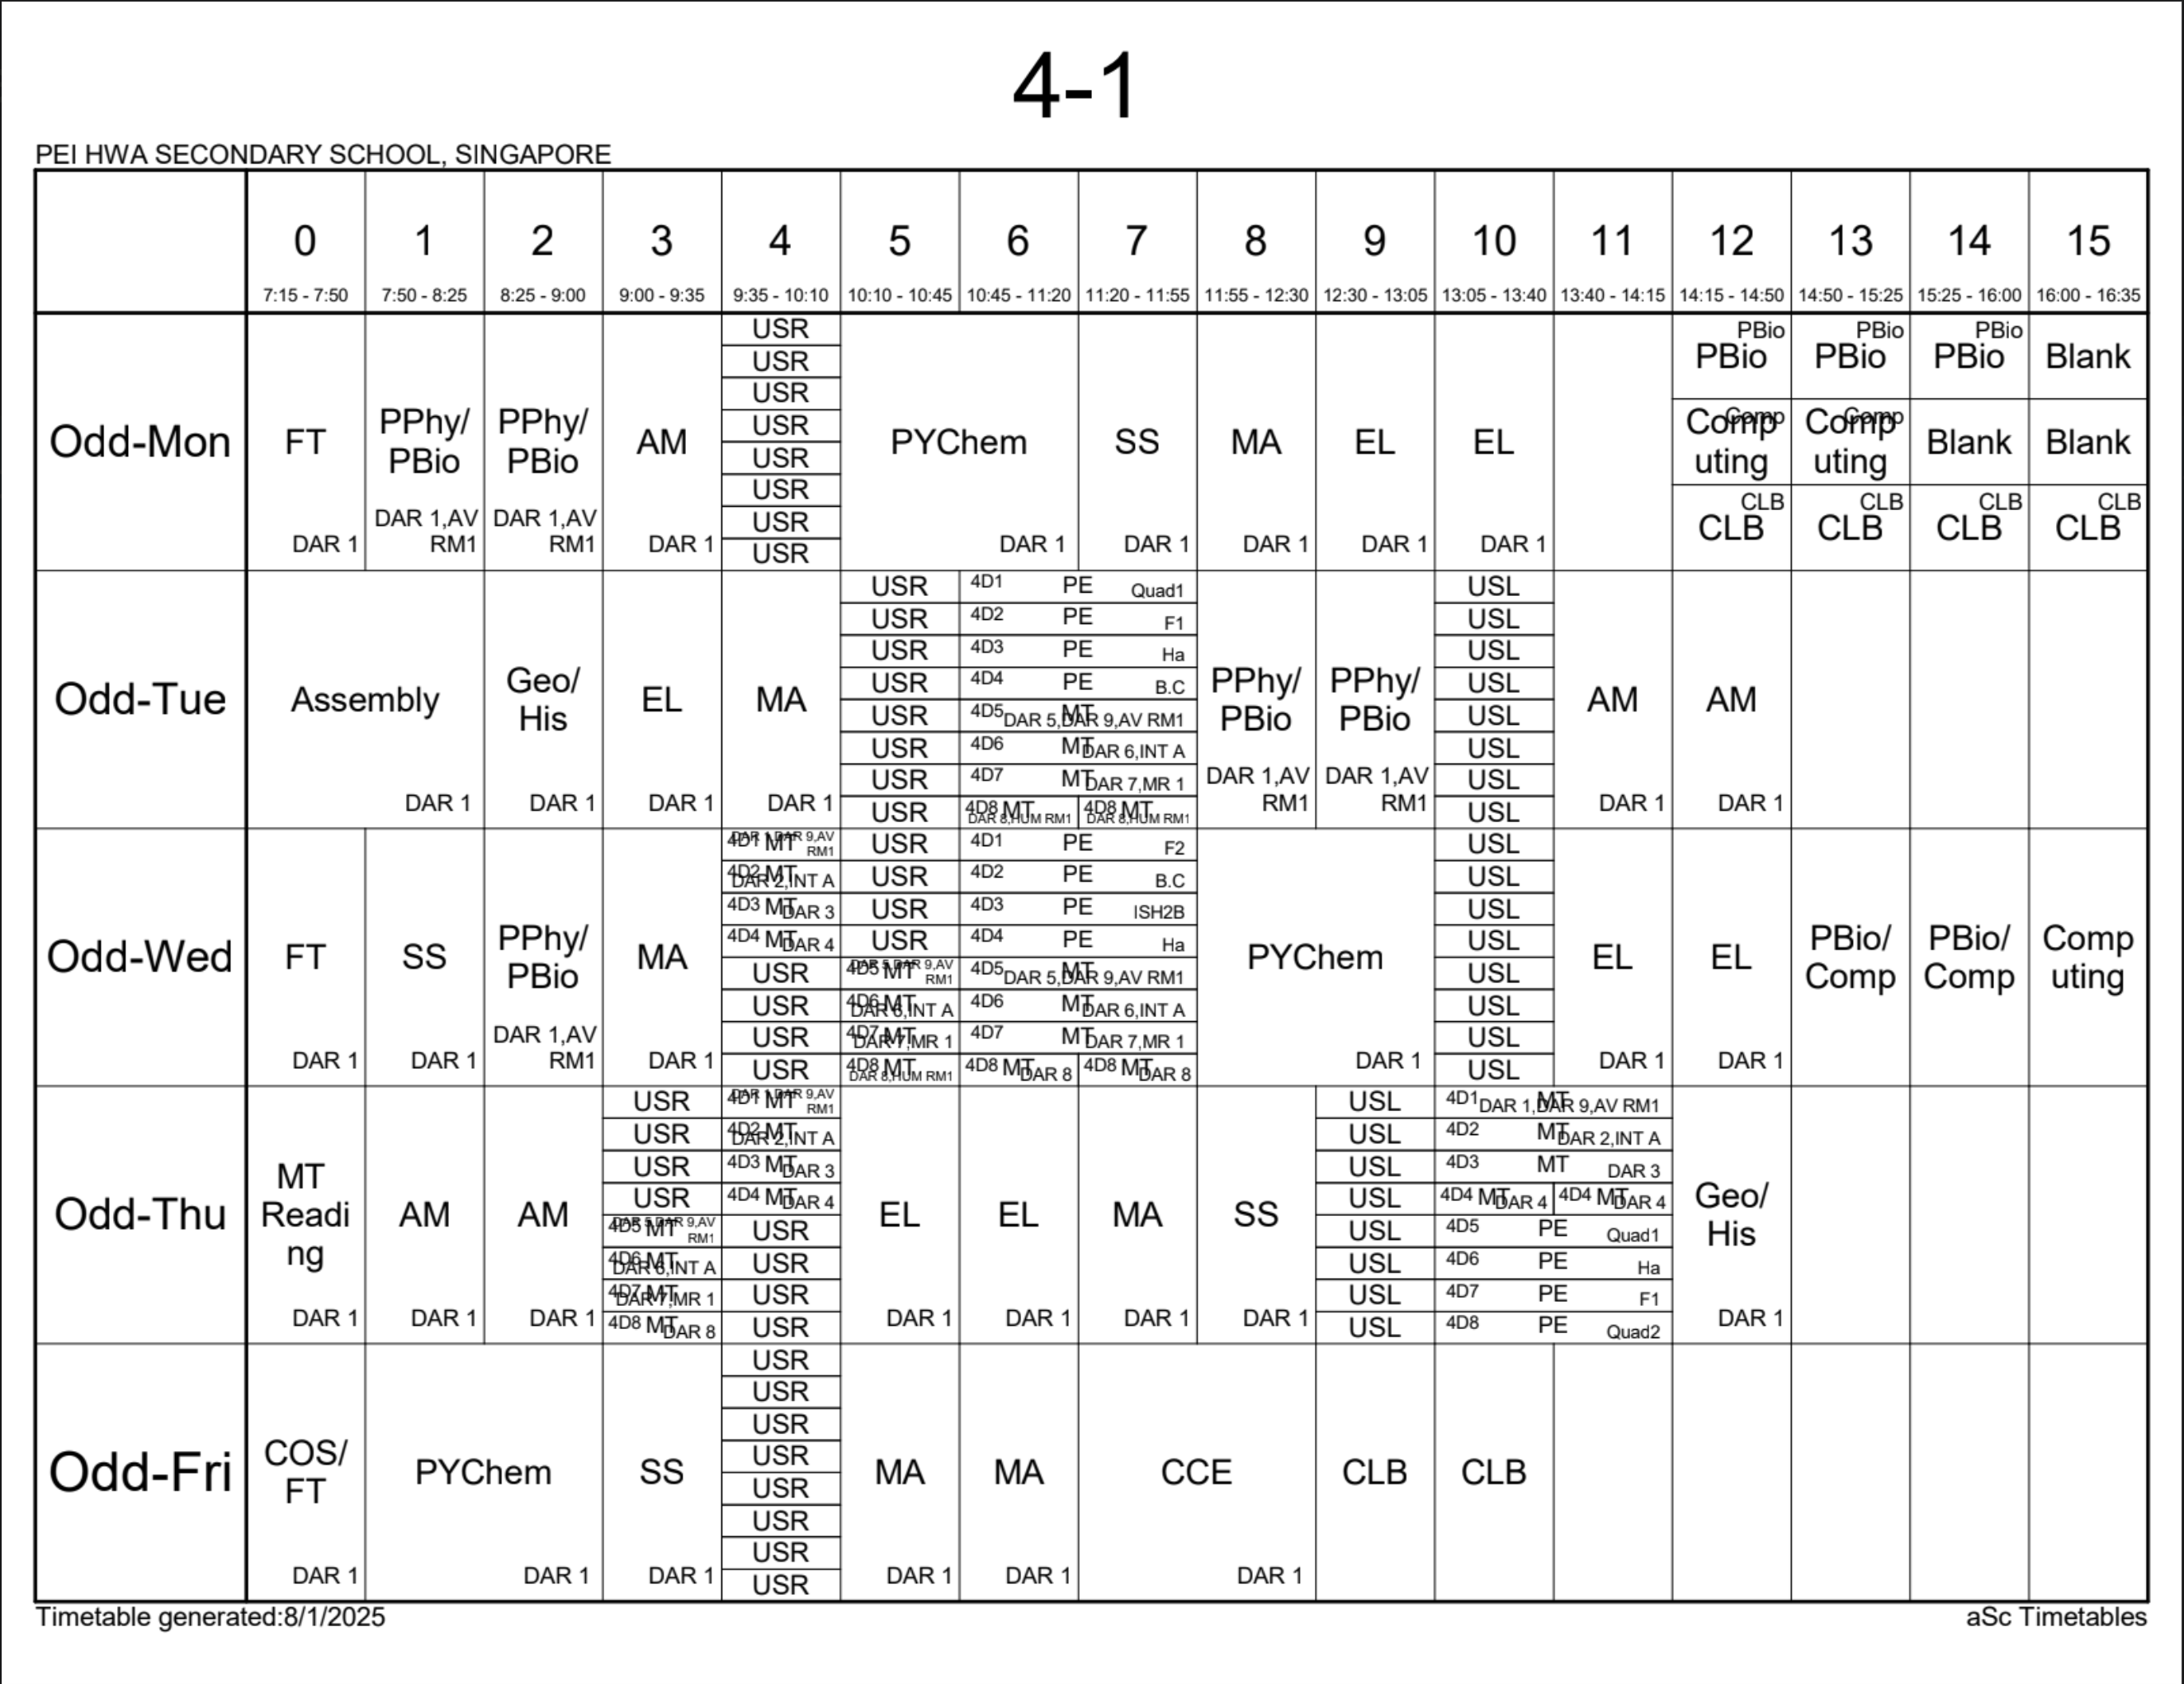 4-1
PEI HWA SECONDARY SCHOOL, SINGAPORE
0 1 2 3 4 5 6 7 8 9 10 11 12 13 14 15
7:15 - 7:50 7:50 - 8:25 8:25 - 9:00 9:00 - 9:35 9:35 - 10:10 10:10 - 10:45 10:45 - 11:20 11:20 - 11:55 11:55 - 12:30 12:30 - 13:05 13:05 - 13:40 13:40 - 14:15 14:15 - 14:50 14:50 - 15:25 15:25 - 16:00 16:00 - 16:35
Odd-Mon
FT
DAR 1
PPhy/
PBio
DAR 1,AV
RM1
PPhy/
PBio
DAR 1,AV
RM1
AM
DAR 1
USR
USR
USR
USR
USR
USR
USR
USR
PYChem
DAR 1
SS
DAR 1
MA
DAR 1
EL
DAR 1
EL
DAR 1
PBio
PBio
Comp
Comp
uting
CLB
CLB
PBio
PBio
Comp
Comp
uting
CLB
CLB
PBio
PBio
Blank
CLB
CLB
Blank
Blank
CLB
CLB
Odd-Tue
Assembly
DAR 1
Geo/
His
DAR 1
EL
DAR 1
MA
DAR 1
USR
USR
USR
USR
USR
USR
USR
USR
4D1 PE Quad1
4D2 PE F1
4D3 PE Ha
4D4 PE B.C
4D5 MT DAR 5,DAR 9,AV RM1
4D6 MT DAR 6,INT A
4D7 MT DAR 7,MR 1
4D8 MT DAR 8,HUM RM1
4D8 MT DAR 8,HUM RM1
PPhy/
PBio
DAR 1,AV
RM1
PPhy/
PBio
DAR 1,AV
RM1
USL
USL
USL
USL
USL
USL
USL
USL
AM
DAR 1
AM
DAR 1
Odd-Wed
FT
DAR 1
SS
DAR 1
PPhy/
PBio
DAR 1,AV
RM1
MA
DAR 1
4D1 MT DAR 1,DAR 9,AV
RM1
4D2 MT DAR 2,INT A
4D3 MT DAR 3
4D4 MT DAR 4
USR
USR
USR
USR
USR
USR
USR
USR
4D5 MT DAR 5,DAR 9,AV
RM1
4D6 MT DAR 6,INT A
4D7 MT DAR 7,MR 1
4D8 MT DAR 8,HUM RM1
4D1 PE F2
4D2 PE B.C
4D3 PE ISH2B
4D4 PE Ha
4D5 MT DAR 5,DAR 9,AV RM1
4D6 MT DAR 6,INT A
4D7 MT DAR 7,MR 1
4D8 MT DAR 8
4D8 MT DAR 8
PYChem
DAR 1
USL
USL
USL
USL
USL
USL
USL
USL
EL
DAR 1
EL
DAR 1
PBio/
Comp
PBio/
Comp
Comp
uting
Odd-Thu
MT
Readi
ng
DAR 1
AM
DAR 1
AM
DAR 1
USR
USR
USR
USR
4D5 MT DAR 5,DAR 9,AV
RM1
4D6 MT DAR 6,INT A
4D7 MT DAR 7,MR 1
4D8 MT DAR 8
4D1 MT DAR 1,DAR 9,AV
RM1
4D2 MT DAR 2,INT A
4D3 MT DAR 3
4D4 MT DAR 4
USR
USR
USR
USR
EL
DAR 1
EL
DAR 1
MA
DAR 1
SS
DAR 1
USL
USL
USL
USL
USL
USL
USL
USL
4D1 MT DAR 1,DAR 9,AV RM1
4D2 MT DAR 2,INT A
4D3 MT DAR 3
4D4 MT DAR 4
4D4 MT DAR 4
4D5 PE Quad1
4D6 PE Ha
4D7 PE F1
4D8 PE Quad2
Geo/
His
DAR 1
Odd-Fri
COS/
FT
DAR 1
PYChem
DAR 1
SS
DAR 1
USR
USR
USR
USR
USR
USR
USR
USR
MA
DAR 1
MA
DAR 1
CCE
DAR 1
CLB
CLB
Timetable generated:8/1/2025
aSc Timetables